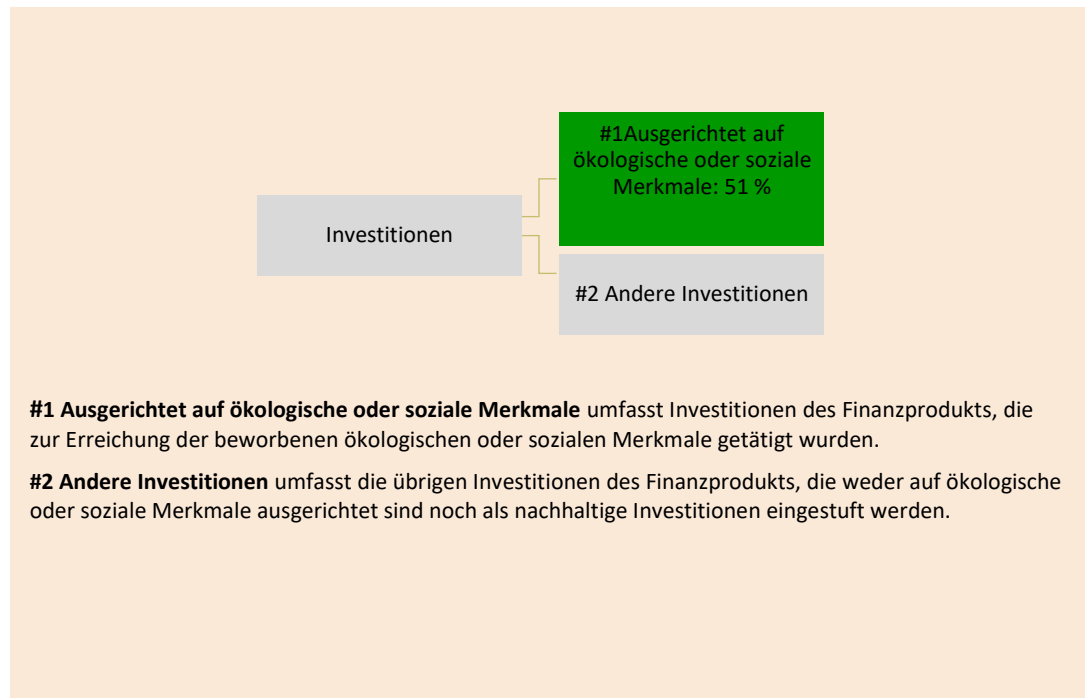 #1Ausgerichtet auf
ökologische oder soziale
Merkmale: 51 %
Investitionen
#2 Andere Investitionen
#1 Ausgerichtet auf ökologische oder soziale Merkmale umfasst Investitionen des Finanzprodukts, die
zur Erreichung der beworbenen ökologischen oder sozialen Merkmale getätigt wurden.
#2 Andere Investitionen umfasst die übrigen Investitionen des Finanzprodukts, die weder auf ökologische
oder soziale Merkmale ausgerichtet sind noch als nachhaltige Investitionen eingestuft werden.